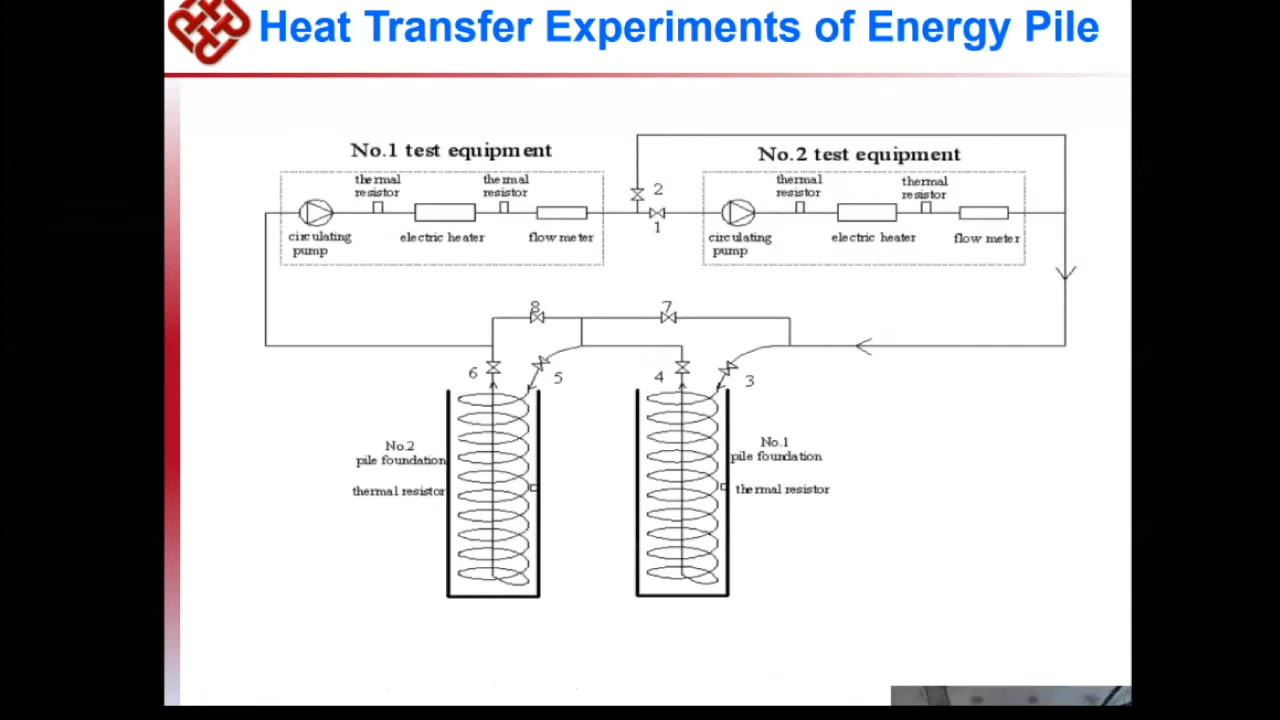 Heat Transfer Experiments of Energy Pile
No.1 test equipment
No.2 test equipment
thermal
resistor
thermal
resistor
thermal
resistor
thermal
resistor
2
1
circulating
pump
electric heater
flow meter
circulating
pump
electric heater
flow meter
8
7
6
5
4
3
No.2
pile foundation
thermal resistor
No.1
pile foundation
thermal resistor